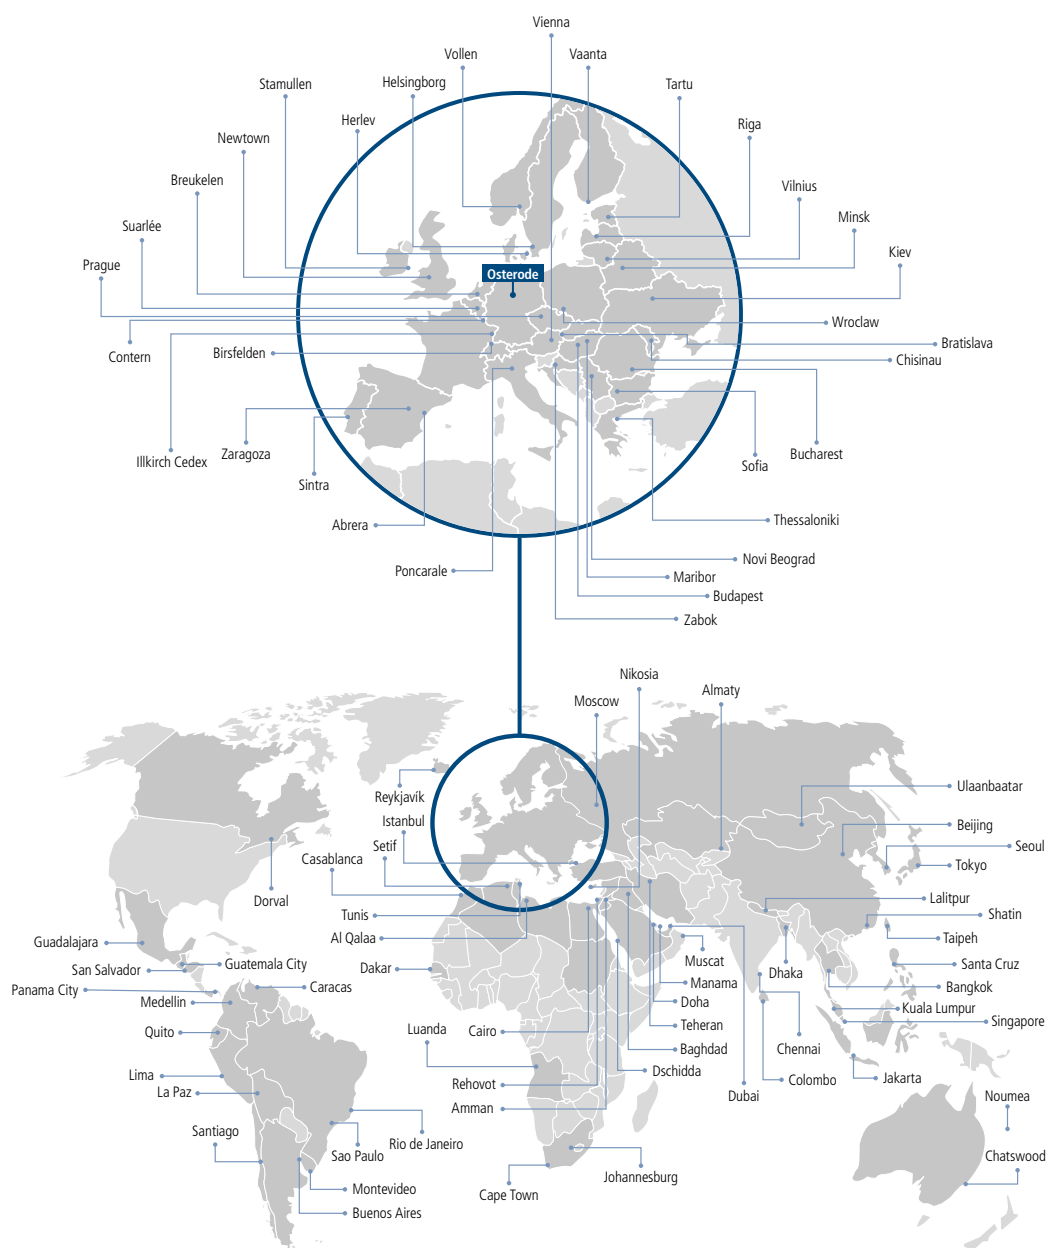 Vienna
Vollen
Vaanta
Stamullen
Helsingborg
Tartu
Herlev
Riga
Newtown
Breukelen
Vilnius
Suarlée
Minsk
Prague
Kiev
Osterode
Wroclaw
Contern
Birsfelden
Bratislava
Chisinau
Illkirch Cedex
Zaragoza
Sofia
Bucharest
Sintra
Abrera
Thessaloniki
Poncarale
Novi Beograd
Maribor
Budapest
Zabok
Nikosia
Moscow
Almaty
Reykjavík
Ulaanbaatar
Istanbul
Beijing
Setif
Seoul
Casablanca
Tokyo
Dorval
Lalitpur
Tunis
Shatin
Al Qalaa
Taipeh
Guadalajara
Muscat
Guatemala City
Dakar
Dhaka
Santa Cruz
San Salvador
Manama
Bangkok
Panama City
Caracas
Medellin
Doha
Kuala Lumpur
Quito
Luanda
Cairo
Teheran
Singapore
Baghdad
Chennai
Lima
Dschidda
Colombo
Jakarta
La Paz
Rehovot
Dubai
Noumea
Amman
Santiago
Rio de Janeiro
Sao Paulo
Chatswood
Johannesburg
Montevideo
Cape Town
Buenos Aires